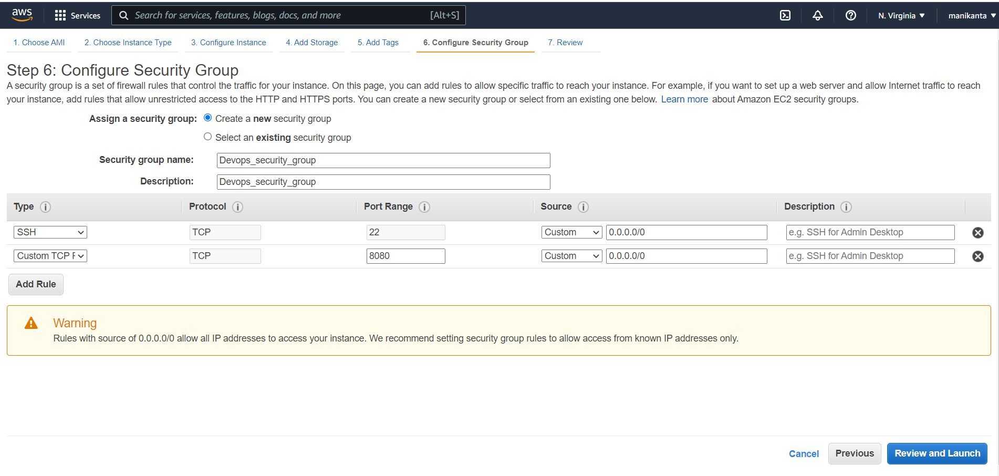 aws Services Search for services, features, blogs, docs, and more [Alt+S] N. Virginia manikanta
1. Choose AMI 2. Choose Instance Type 3. Configure Instance 4. Add Storage 5. Add Tags 6. Configure Security Group 7. Review
Step 6: Configure Security Group
A security group is a set of firewall rules that control the traffic for your instance. On this page, you can add rules to allow specific traffic to reach your instance. For example, if you want to set up a web server and allow Internet traffic to reach
your instance, add rules that allow unrestricted access to the HTTP and HTTPS ports. You can create a new security group or select from an existing one below. Learn more about Amazon EC2 security groups.
Assign a security group: Create a new security group
Select an existing security group
Security group name: Devops_security_group
Description: Devops_security_group
Type Protocol Port Range Source Description
SSH TCP 22 Custom 0.0.0.0/0 e.g. SSH for Admin Desktop
Custom TCP TCP 8080 Custom 0.0.0.0/0 e.g. SSH for Admin Desktop
Add Rule
Warning
Rules with source of 0.0.0.0/0 allow all IP addresses to access your instance. We recommend setting security group rules to allow access from known IP addresses only.
Cancel Previous Review and Launch